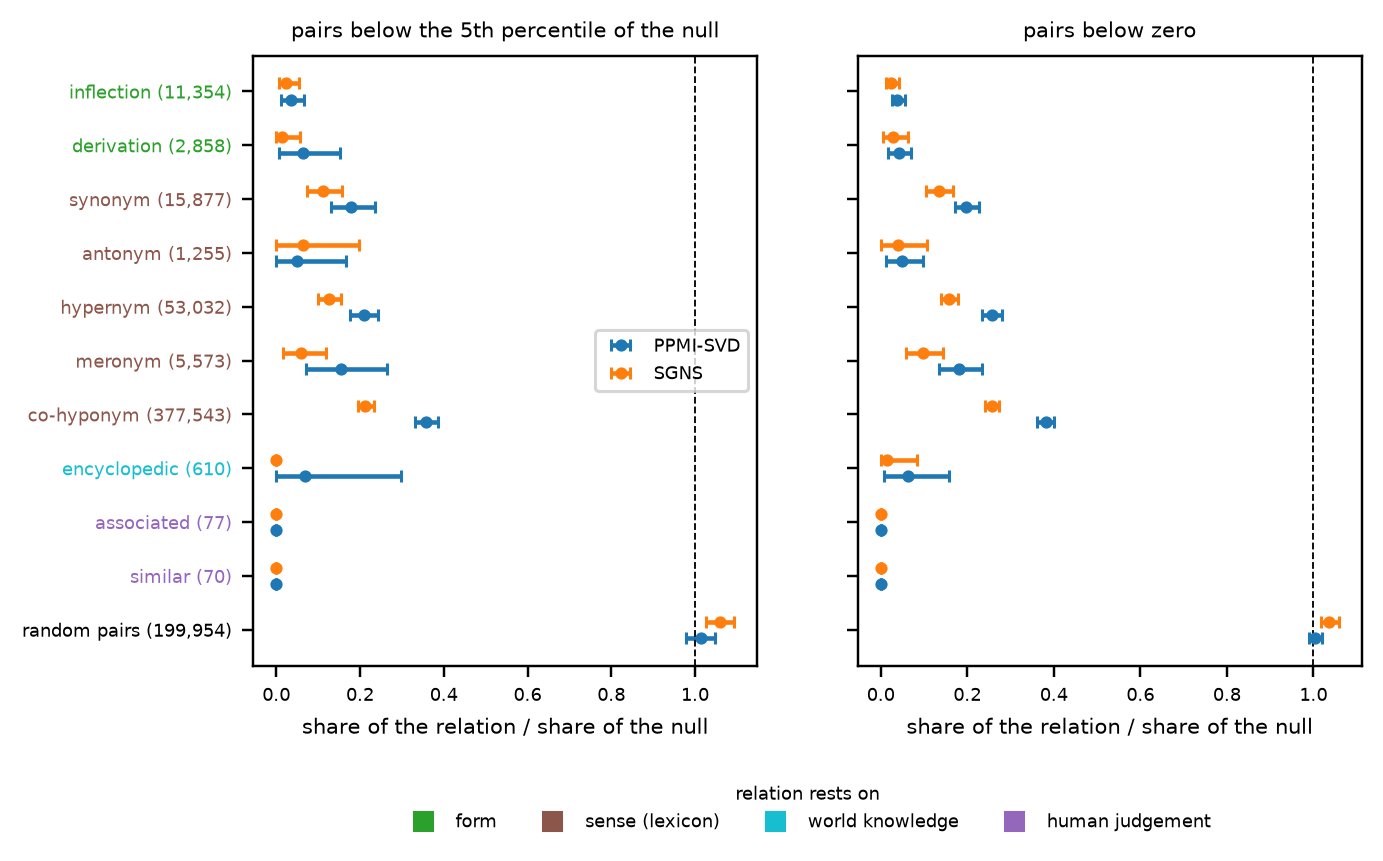 pairs below the 5th percentile of the null
pairs below zero
inflection (11,354)
derivation (2,858)
synonym (15,877)
antonym (1,255)
hypernym (53,032)
meronym (5,573)
co-hyponym (377,543)
encyclopedic (610)
associated (77)
similar (70)
random pairs (199,954)
PPMI-SVD
SGNS
0.0 0.2 0.4 0.6 0.8 1.0
0.0 0.2 0.4 0.6 0.8 1.0
share of the relation / share of the null
share of the relation / share of the null
relation rests on
form sense (lexicon) world knowledge human judgement